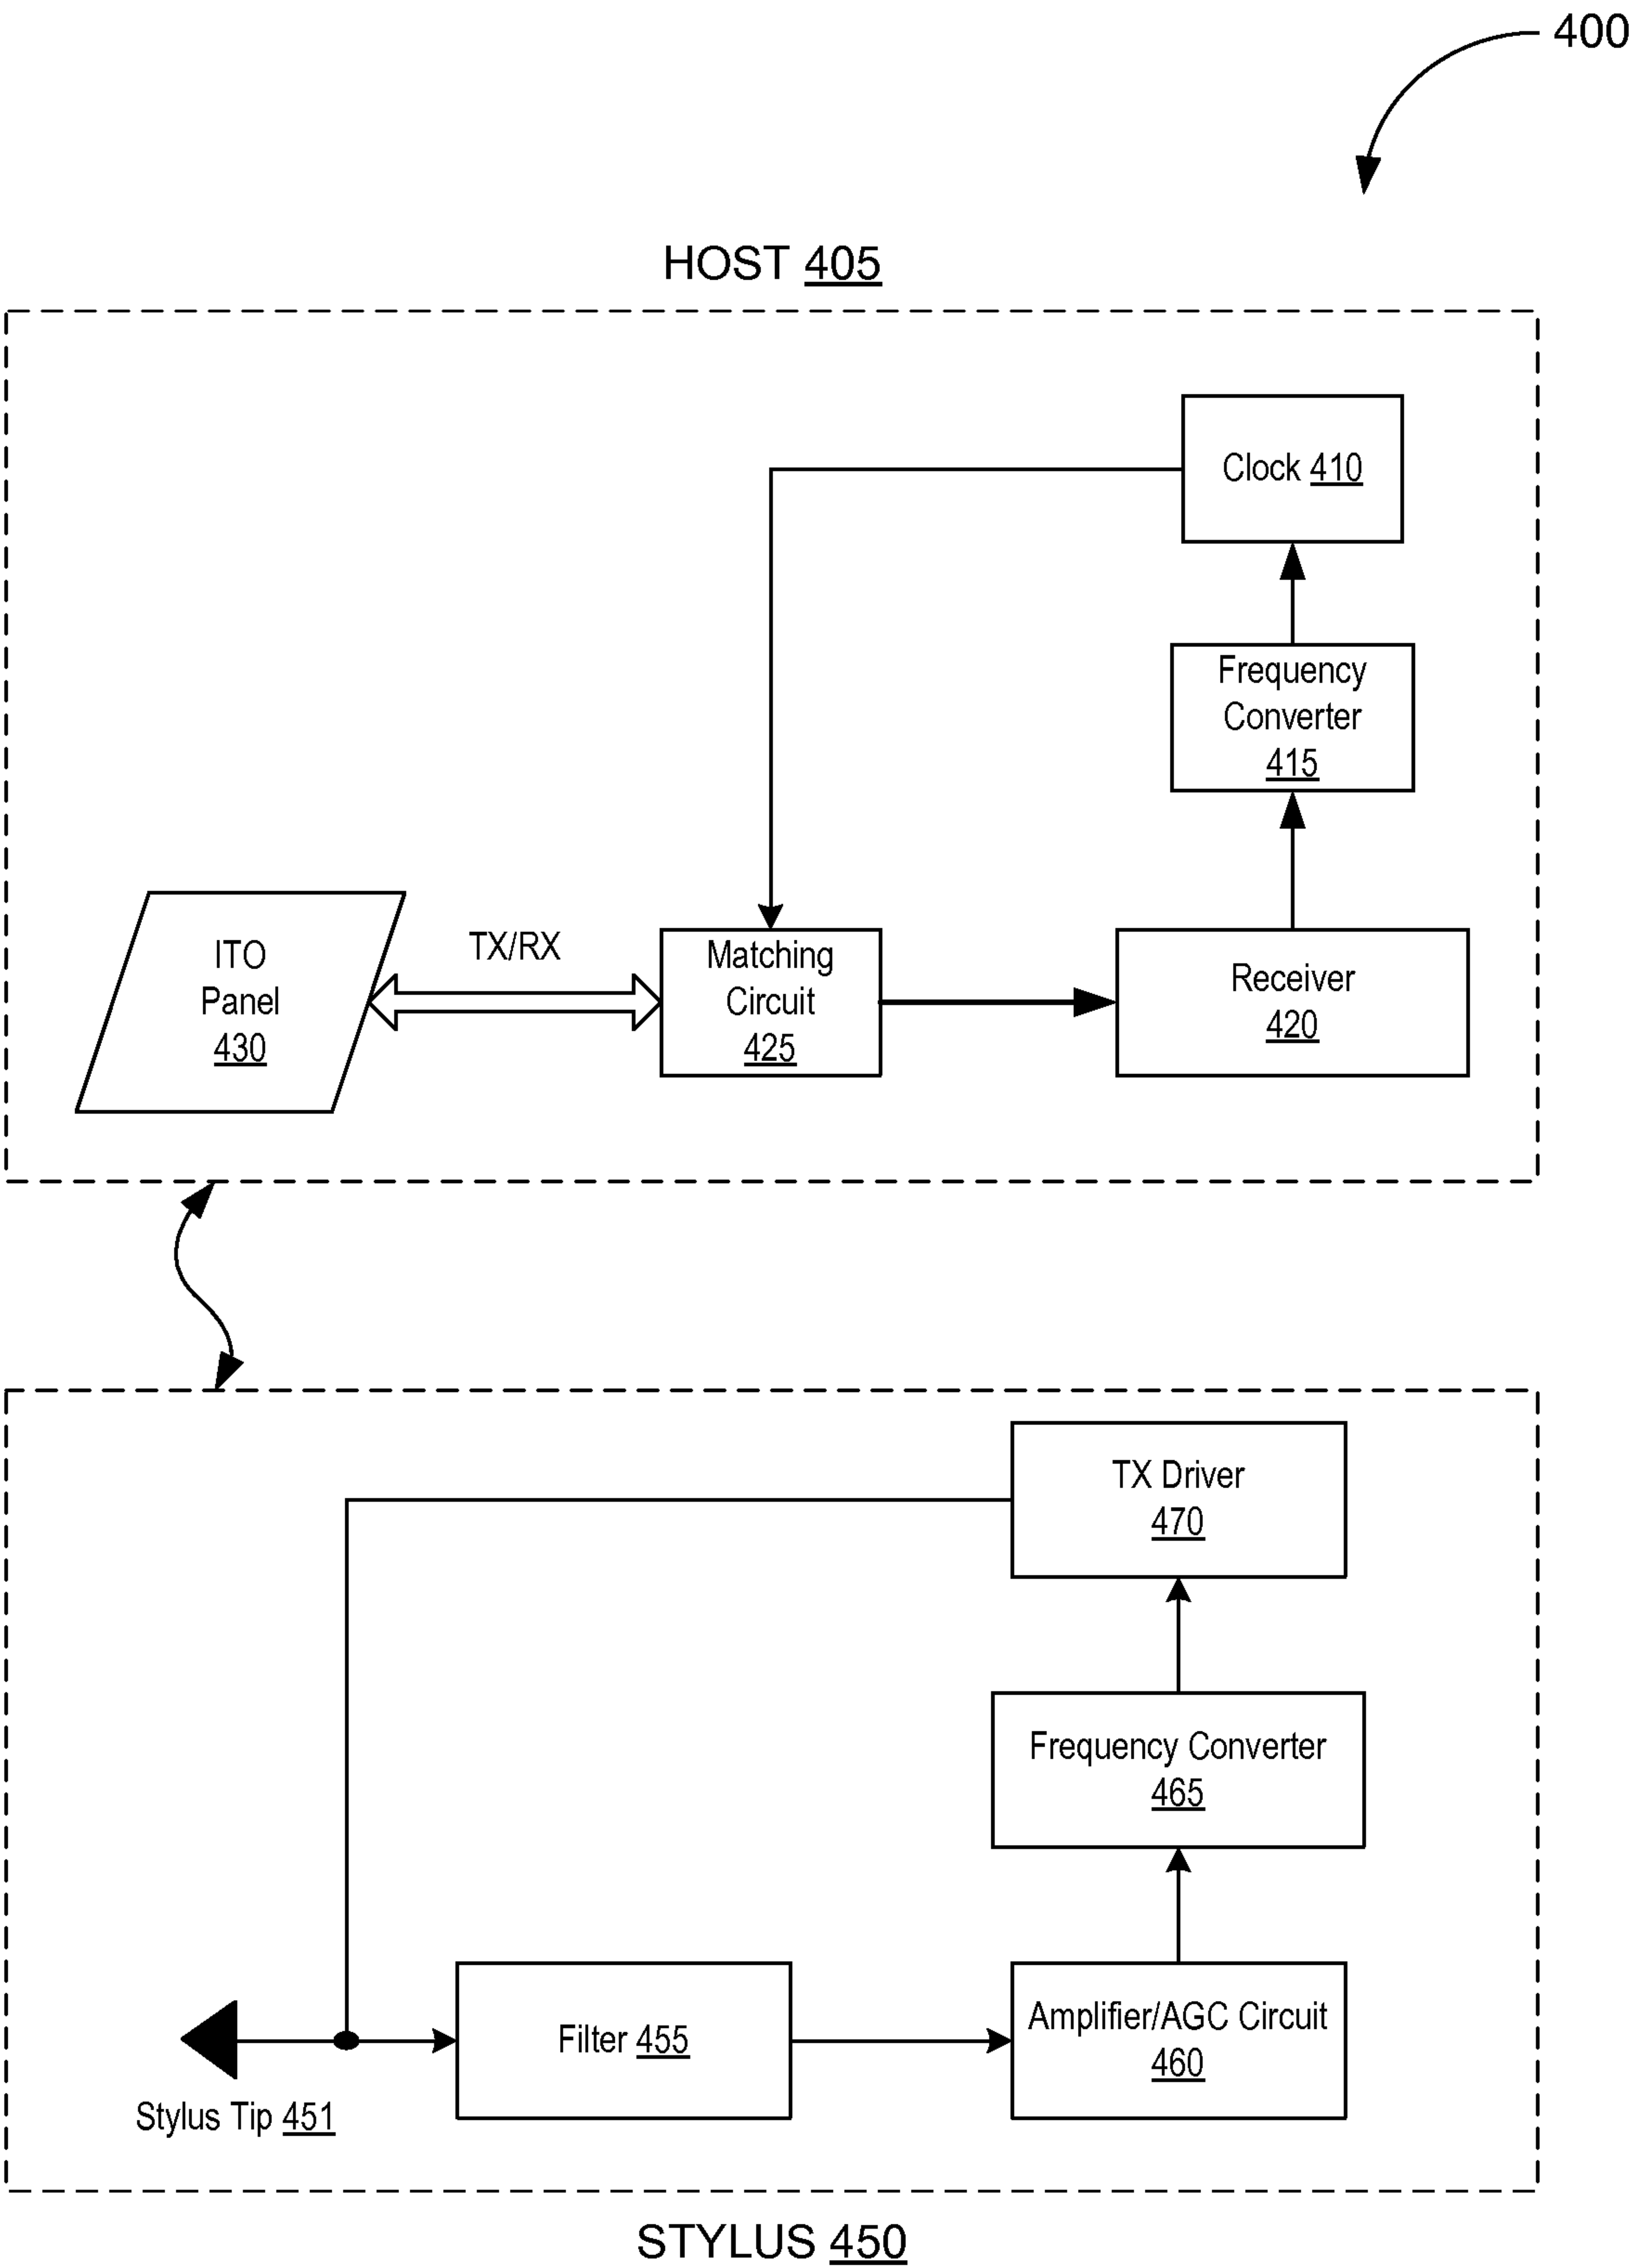 400
HOST 405
Clock 410
Frequency
Converter
415
ITO
Panel
430
TX/RX
Matching
Circuit
425
Receiver
420
TX Driver
470
Frequency Converter
465
Amplifier/AGC Circuit
460
Filter 455
Stylus Tip 451
STYLUS 450